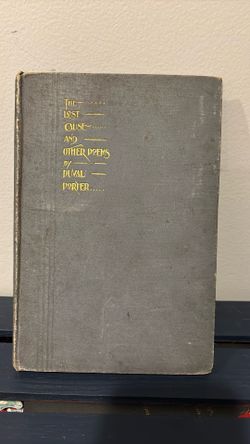 THE
LOST
CAUSE
AND
OTHER POEMS
BY
DUVAL
PORTER.....